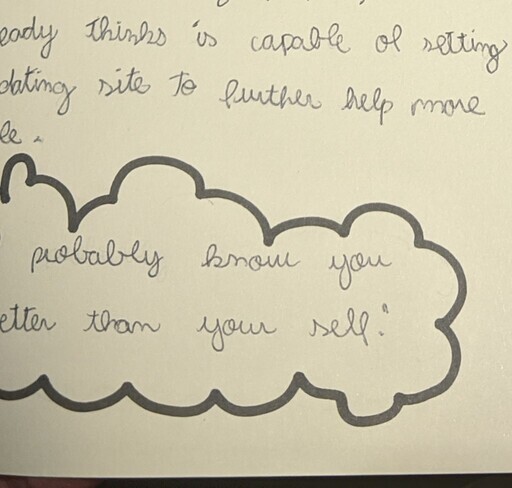 eady thinks is capable of setting
dating site to further help more
le.
probably know you
etter than your self."